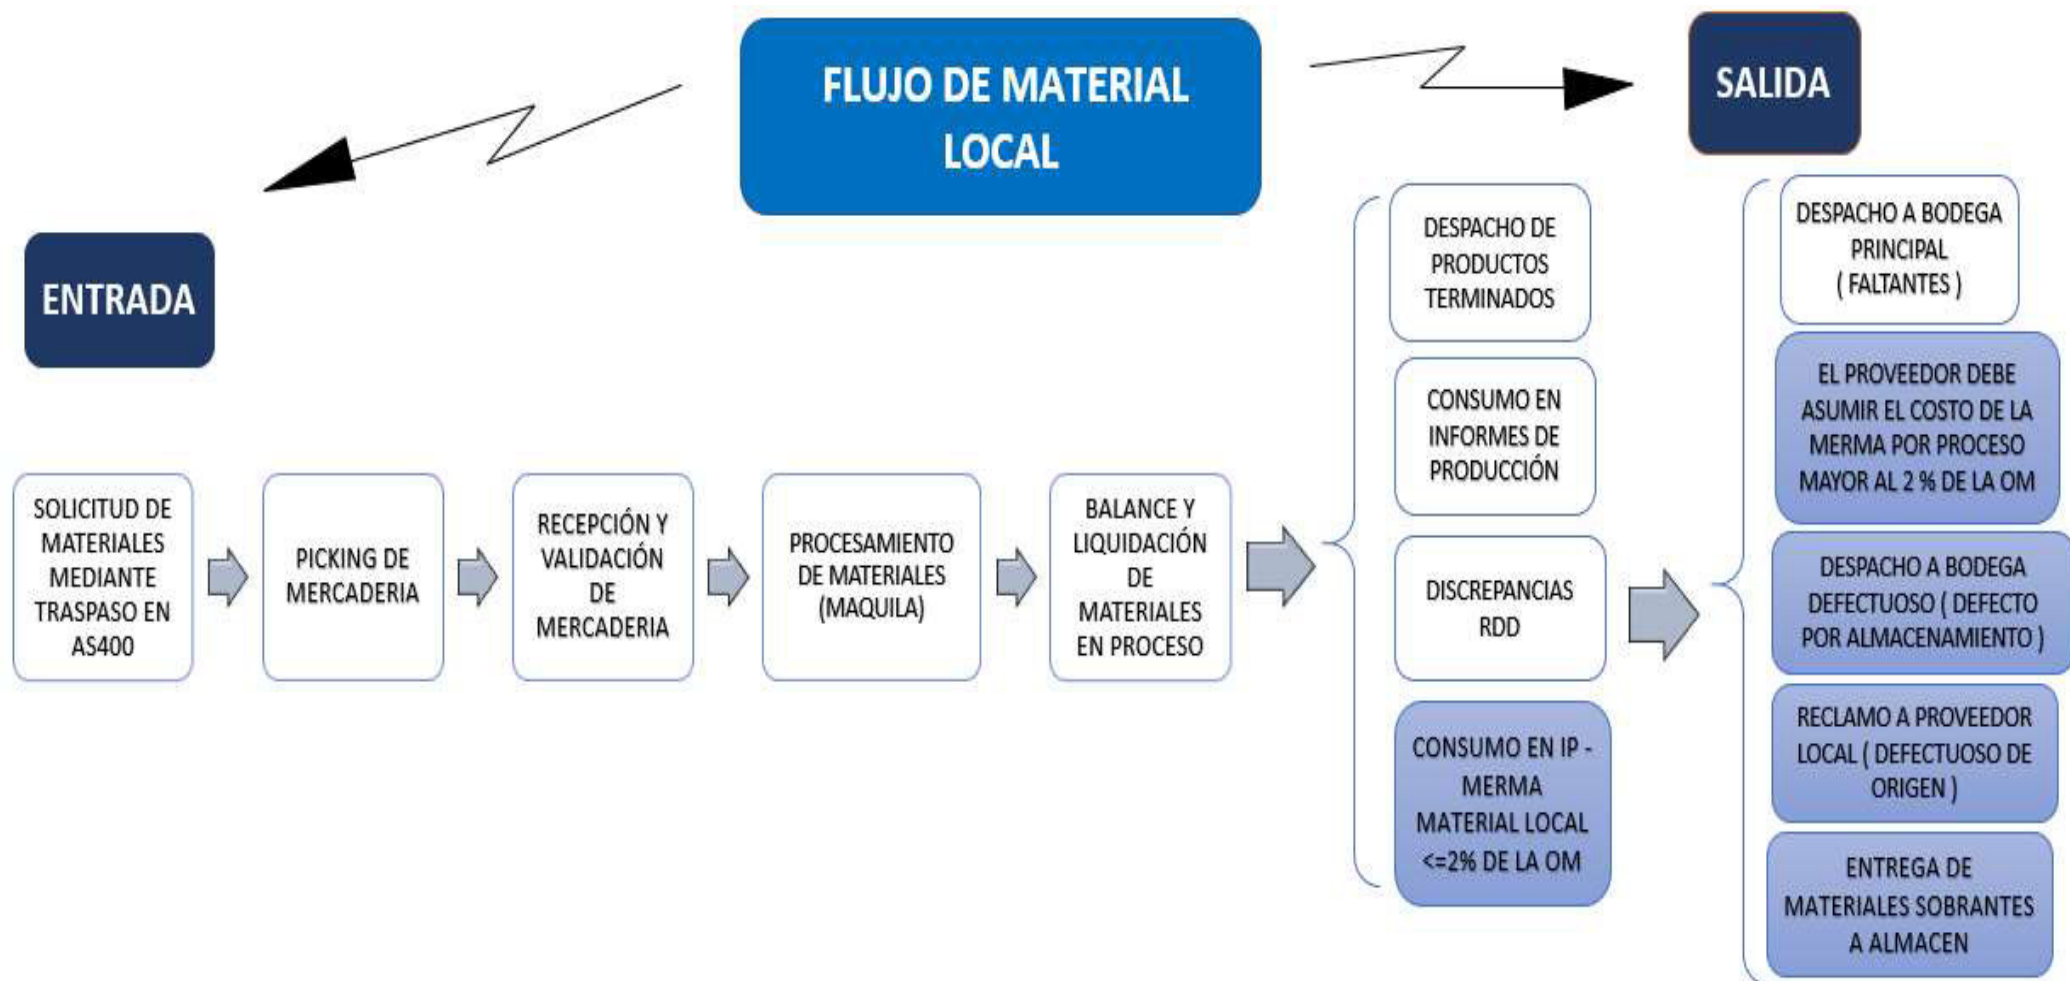 FLUJO DE MATERIAL
LOCAL
SALIDA
ENTRADA
SOLICITUD DE
MATERIALES
MEDIANTE
TRASPASO EN
AS400
PICKING DE
MERCADERIA
RECEPCIÓN Y
VALIDACIÓN
DE
MERCADERIA
PROCESAMIENTO
DE MATERIALES
(MAQUILA)
BALANCE Y
LIQUIDACIÓN
DE
MATERIALES
EN PROCESO
DESPACHO DE
PRODUCTOS
TERMINADOS
CONSUMO EN
INFORMES DE
PRODUCCIÓN
DISCREPANCIAS
RDD
CONSUMO EN IP -
MERMA
MATERIAL LOCAL
<=2% DE LA OM
DESPACHO A BODEGA
PRINCIPAL
( FALTANTES )
EL PROVEEDOR DEBE
ASUMIR EL COSTO DE LA
MERMA POR PROCESO
MAYOR AL 2 % DE LA OM
DESPACHO A BODEGA
DEFECTUOSO ( DEFECTO
POR ALMACENAMIENTO )
RECLAMO A PROVEEDOR
LOCAL ( DEFECTUOSO DE
ORIGEN )
ENTREGA DE
MATERIALES SOBRANTES
A ALMACEN